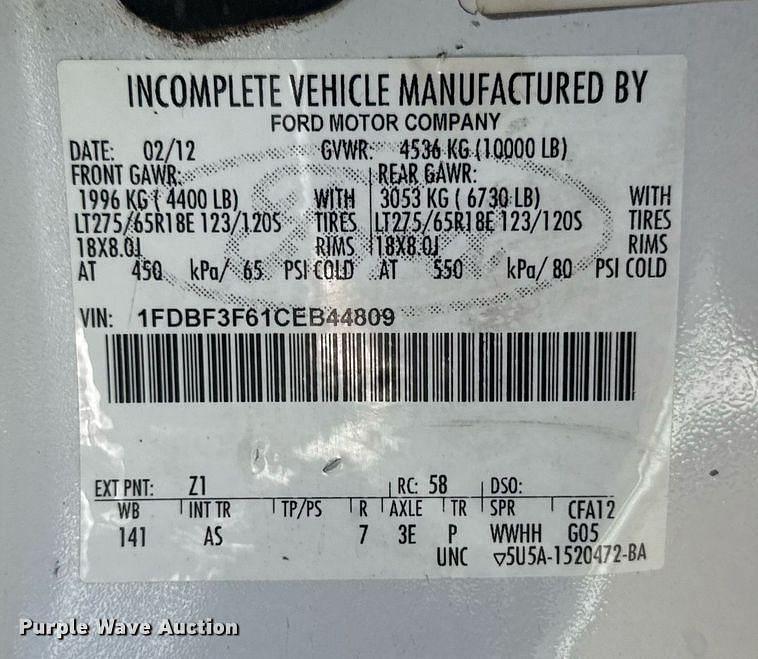 INCOMPLETE VEHICLE MANUFACTURED BY
FORD MOTOR COMPANY
DATE: 02/12 GVWR: 4536 KG (10000 LB)
FRONT GAWR: REAR GAWR:
1996 KG ( 4400 LB) WITH 3053 KG ( 6730 LB) WITH
LT275/65R18E 123/120S TIRES LT275/65R18E 123/120S TIRES
18X8.0J RIMS 18X8.0J RIMS
AT 450 kPa/ 65 PSI COLD AT 550 kPa/ 80 PSI COLD
VIN: 1FDBF3F61CEB44809
EXT PNT: Z1 RC: 58 DSO:
WB INT TR TP/PS R AXLE TR SPR CFA12
141 AS 7 3E P WWHH G05
UNC ▽5U5A-1520472-BA
Purple Wave Auction